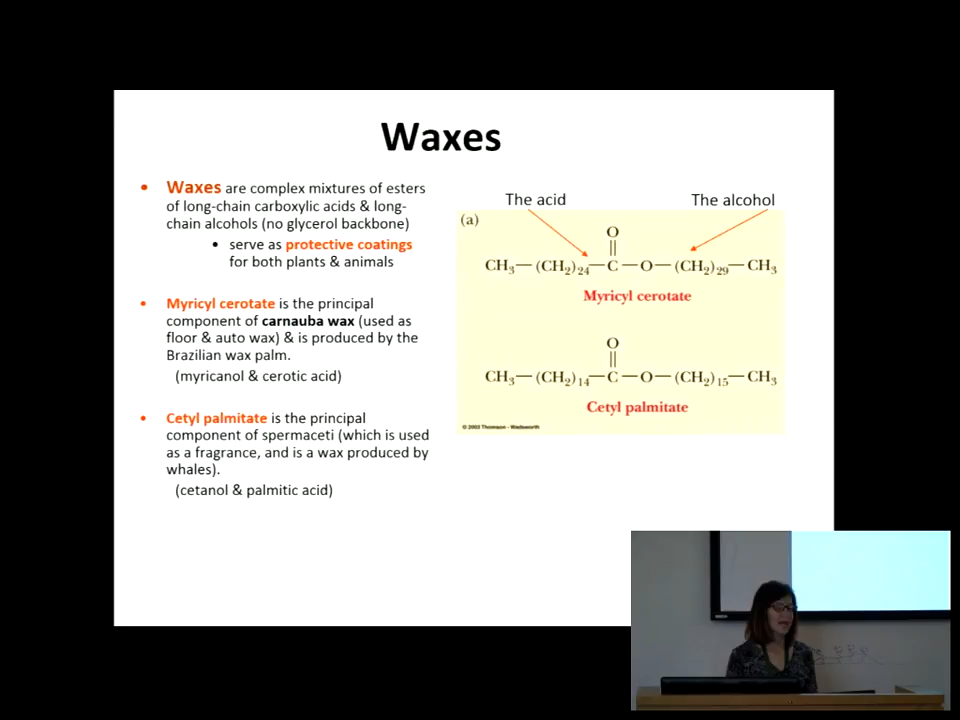 Waxes
• Waxes are complex mixtures of esters
of long-chain carboxylic acids & long-
chain alcohols (no glycerol backbone)
• serve as protective coatings
for both plants & animals
• Myricyl cerotate is the principal
component of carnauba wax (used as
floor & auto wax) & is produced by the
Brazilian wax palm.
(myricanol & cerotic acid)
• Cetyl palmitate is the principal
component of spermaceti (which is used
as a fragrance, and is a wax produced by
whales).
(cetanol & palmitic acid)
The acid The alcohol
(a)
O
||
CH₃—(CH₂)₂₄—C—O—(CH₂)₂₉—CH₃
Myricyl cerotate
O
||
CH₃—(CH₂)₁₄—C—O—(CH₂)₁₅—CH₃
Cetyl palmitate
© 2003 Thomson - Wadsworth